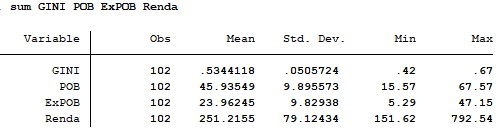 . sum GINI POB ExPOB Renda
Variable Obs Mean Std. Dev. Min Max
GINI 102 .5344118 .0505724 .42 .67
POB 102 45.93549 9.895573 15.57 67.57
ExPOB 102 23.96245 9.82938 5.29 47.15
Renda 102 251.2155 79.12434 151.62 792.54